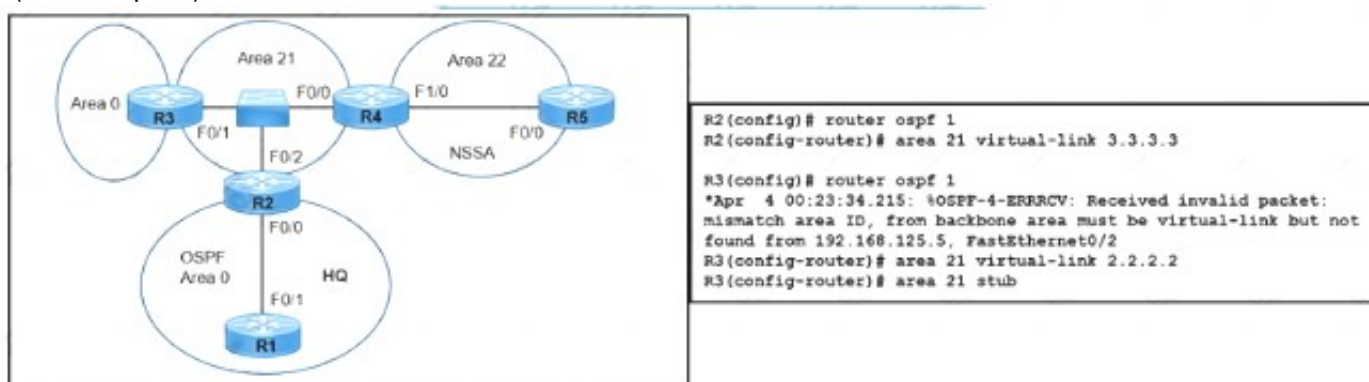 Area 21
Area 22
Area 0
F0/0
F1/0
R3
R4
R5
F0/1
F0/0
F0/2
NSSA
R2
F0/0
OSPF
Area 0
HQ
F0/1
R1
R2(config)# router ospf 1
R2(config-router)# area 21 virtual-link 3.3.3.3
R3(config)# router ospf 1
*Apr 4 00:23:34.215: %OSPF-4-ERRRCV: Received invalid packet:
mismatch area ID, from backbone area must be virtual-link but not
found from 192.168.125.5, FastEthernet0/2
R3(config-router)# area 21 virtual-link 2.2.2.2
R3(config-router)# area 21 stub